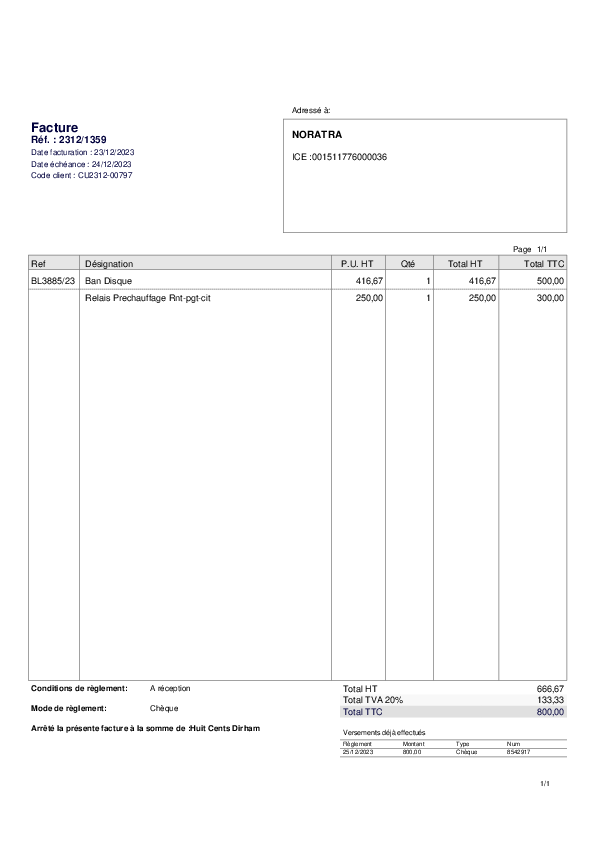 Adressé à:
Facture
Réf. : 2312/1359
Date facturation : 23/12/2023
Date échéance : 24/12/2023
Code client : CU2312-00797
NORATRA
ICE :001511776000036
Page 1/1
Ref Désignation P.U. HT Qté Total HT Total TTC
BL3885/23 Ban Disque 416,67 1 416,67 500,00
Relais Prechauffage Rnt-pgt-cit 250,00 1 250,00 300,00
Conditions de règlement: A réception
Mode de règlement: Chèque
Arrêté la présente facture à la somme de :Huit Cents Dirham
Total HT 666,67
Total TVA 20% 133,33
Total TTC 800,00
Versements déjà effectués
Règlement Montant Type Num
25/12/2023 800,00 Chèque 8542917
1/1